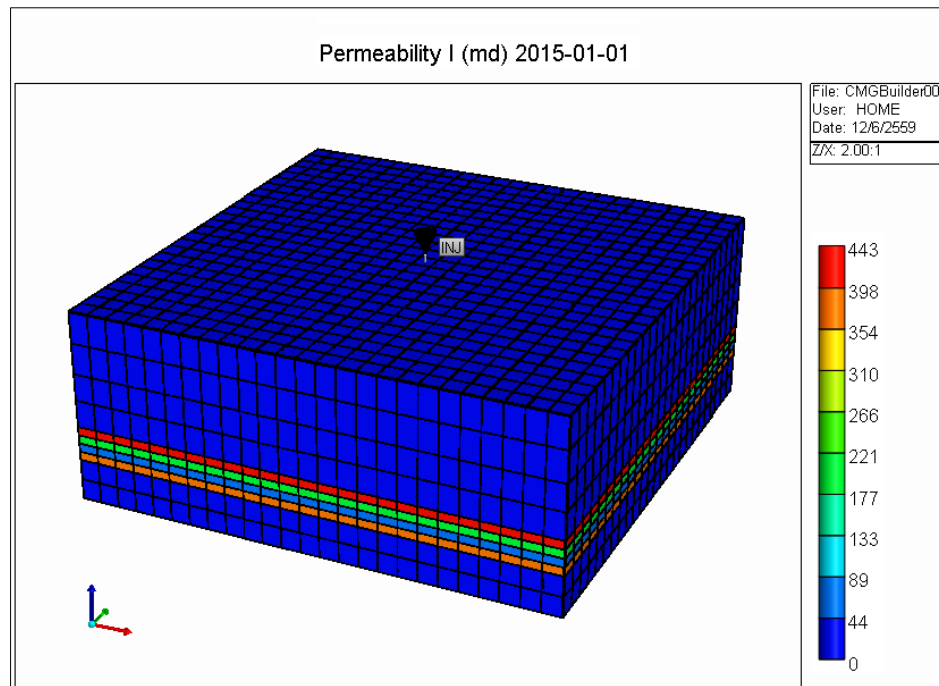 Permeability I (md) 2015-01-01
File: CMGBuilder00
User: HOME
Date: 12/6/2559
Z/X: 2.00:1
INJ
443
398
354
310
266
221
177
133
89
44
0